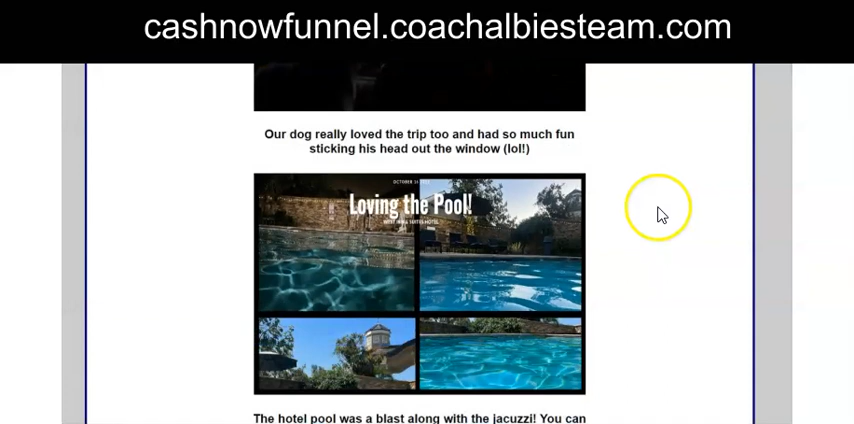 cashnowfunnel.coachalbiesteam.com
Our dog really loved the trip too and had so much fun
sticking his head out the window (lol!)
Loving the Pool!
The hotel pool was a blast along with the jacuzzi! You can